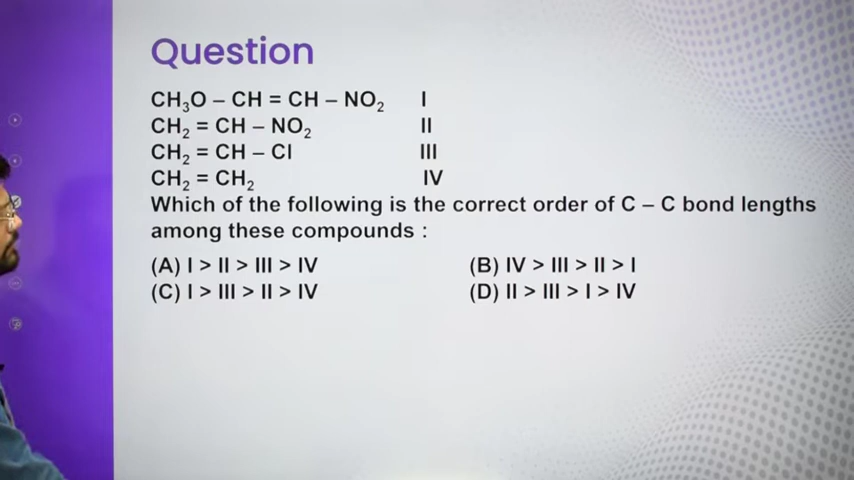 Question
CH₃O – CH = CH – NO₂ I
CH₂ = CH – NO₂ II
CH₂ = CH – Cl III
CH₂ = CH₂ IV
Which of the following is the correct order of C – C bond lengths
among these compounds :
(A) I > II > III > IV (B) IV > III > II > I
(C) I > III > II > IV (D) II > III > I > IV